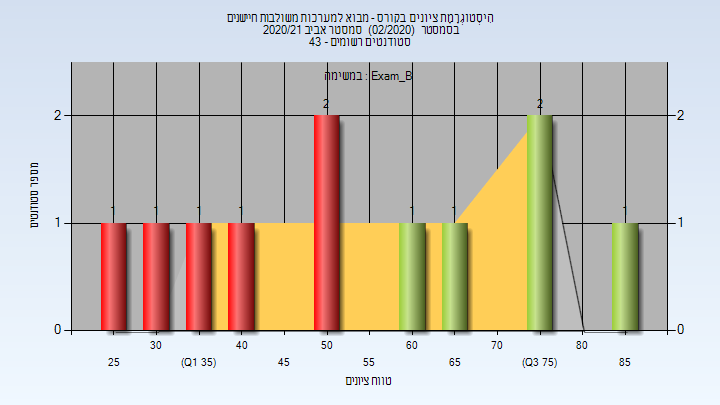 היסטוגרמת ציונים בקורס - מבוא למערכות משולבות חיישנים
בסמסטר (02/2020) סמסטר אביב 2020/21
סטודנטים רשומים - 43
במשימה : Exam_B
מספר סטודנטים
2 2
1 1
0 0
1 1 1 1 2 1 1 2 1
30 40 50 60 70 80
25 (Q1 35) 45 55 65 (Q3 75) 85
טווח ציונים